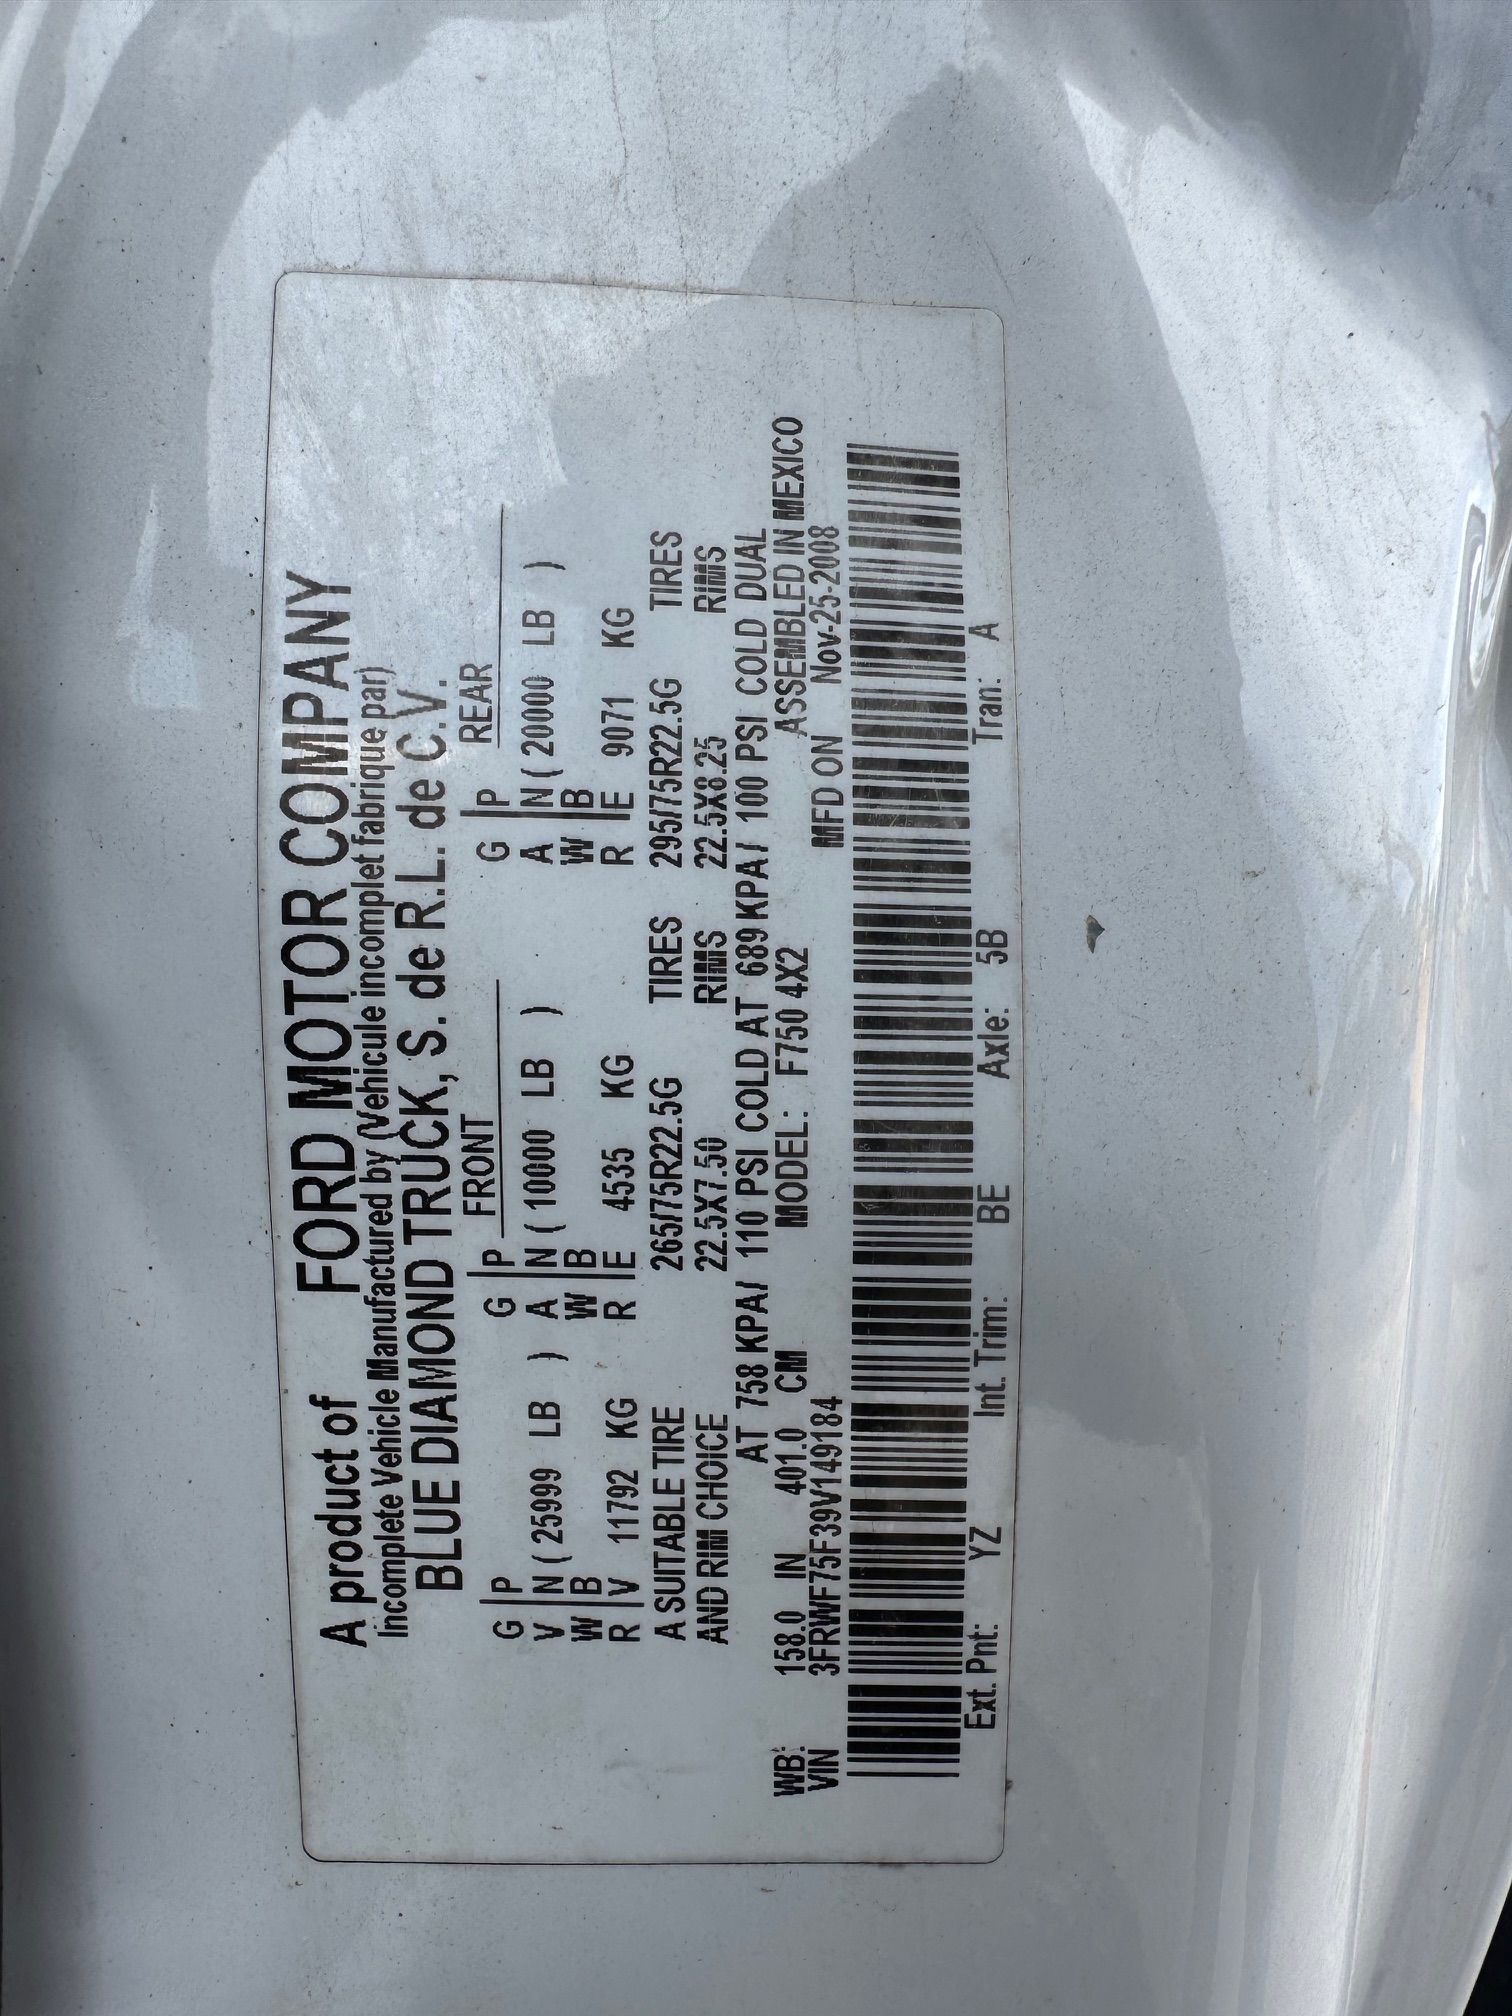 A product of FORD MOTOR COMPANY
Incomplete Vehicle Manufactured by (Vehicule incomplet fabrique par)
BLUE DIAMOND TRUCK, S. de R.L. de C.V.
FRONT REAR
G P G P G P
V N ( 25999 LB ) A N ( 10000 LB ) A N ( 20000 LB )
W B W B W B
R V 11792 KG R E 4535 KG R E 9071 KG
A SUITABLE TIRE 265/75R22.5G TIRES 295/75R22.5G TIRES
AND RIM CHOICE 22.5X7.50 RIMS 22.5X8.25 RIMS
AT 758 KPA/ 110 PSI COLD AT 689 KPA/ 100 PSI COLD DUAL
WB: 158.0 IN 401.0 CM MODEL: F750 4X2 ASSEMBLED IN MEXICO
VIN 3FRWF75F39V149184 MFD ON Nov-25-2008
Ext. Pnt: YZ Int. Trim: BE Axle: 5B Tran: A